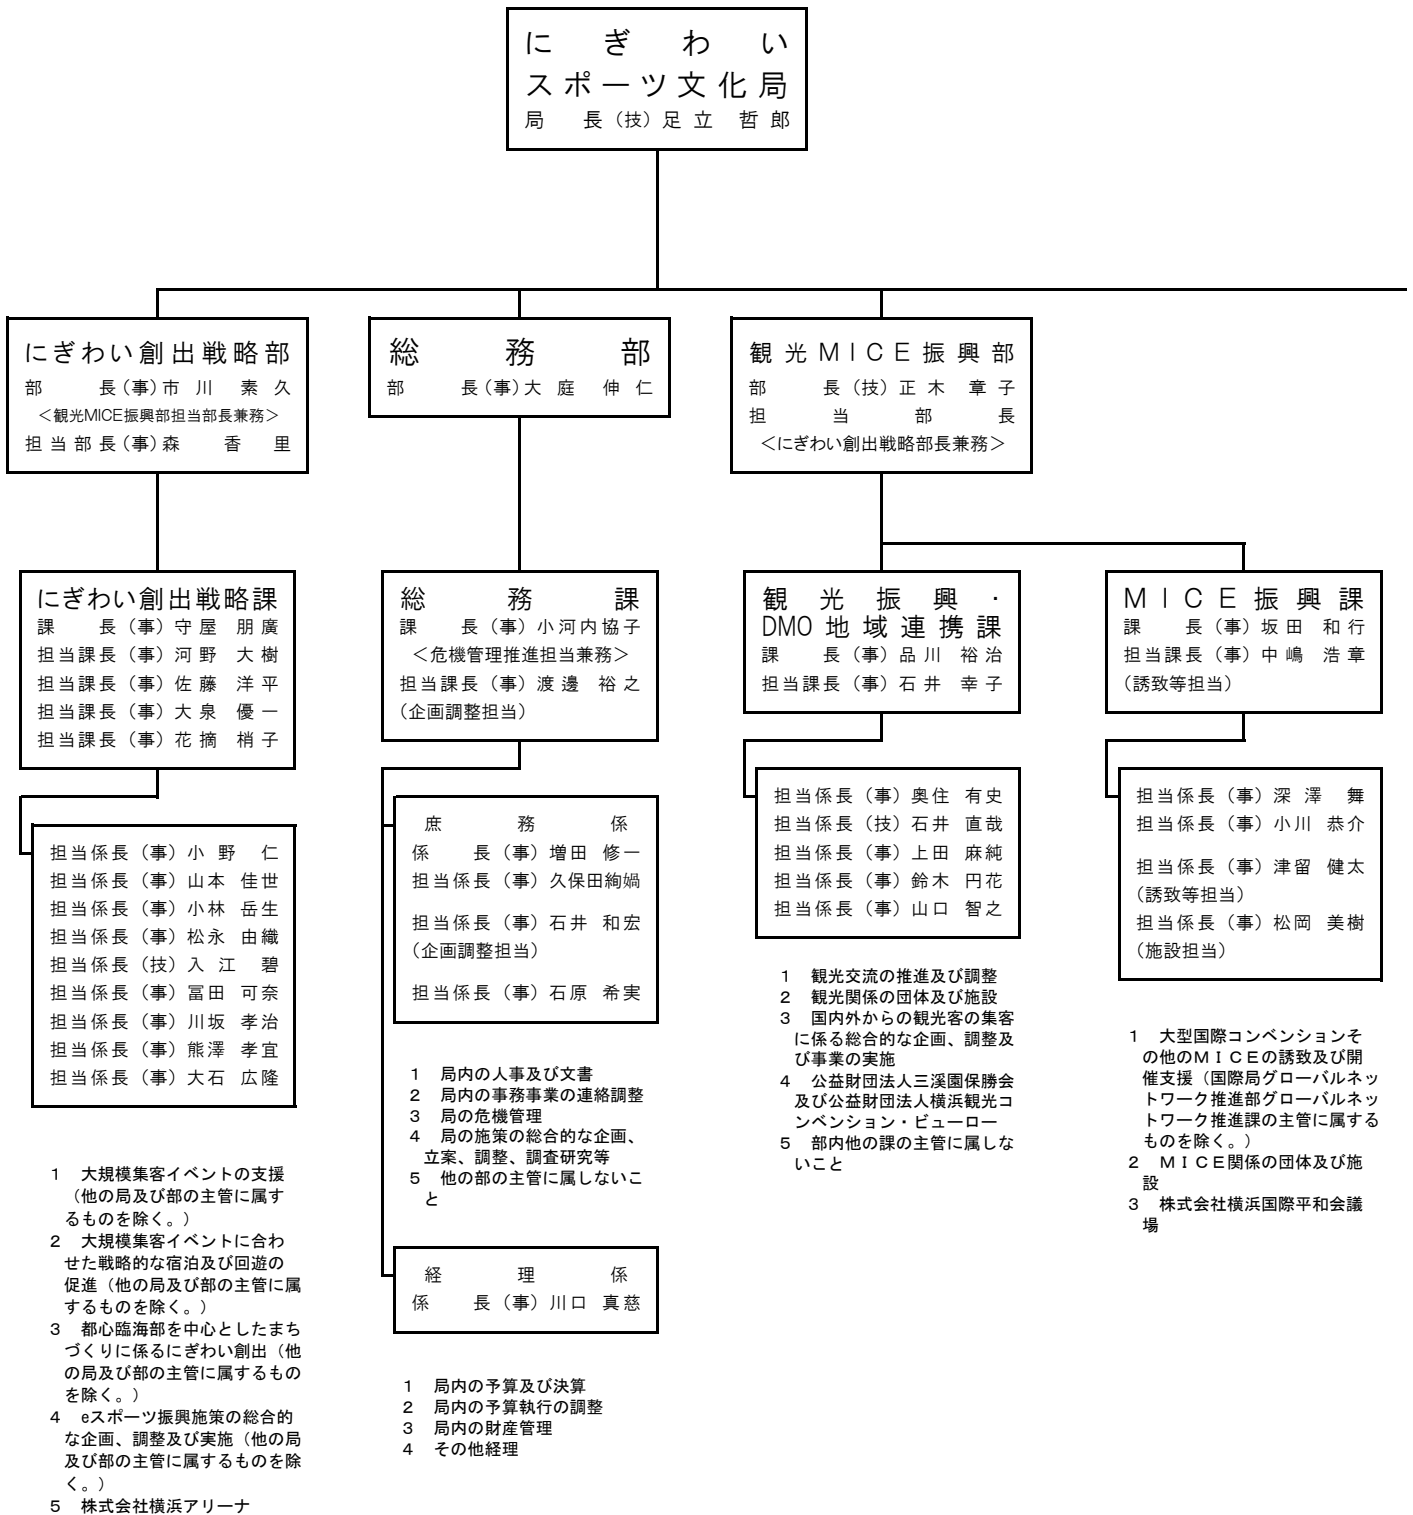 にぎわい
スポーツ文化局
局長（技）足立 哲郎
にぎわい創出戦略部
部長（事）市川 素久
＜観光MICE振興部担当部長兼務＞
担当部長（事）森 香里
総務部
部長（事）大庭 伸仁
観光ＭＩＣＥ振興部
部長（技）正木 章子
担当部長
＜にぎわい創出戦略部長兼務＞
にぎわい創出戦略課
課長（事）守屋 朋廣
担当課長（事）河野 大樹
担当課長（事）佐藤 洋平
担当課長（事）大泉 優一
担当課長（事）花摘 梢子
担当係長（事）小野 仁
担当係長（事）山本 佳世
担当係長（事）小林 岳生
担当係長（事）松永 由織
担当係長（技）入江 碧
担当係長（事）冨田 可奈
担当係長（事）川坂 孝治
担当係長（事）熊澤 孝宜
担当係長（事）大石 広隆
１　大規模集客イベントの支援
（他の局及び部の主管に属す
るものを除く。）
２　大規模集客イベントに合わ
せた戦略的な宿泊及び回遊の
促進（他の局及び部の主管に属
するものを除く。）
３　都心臨海部を中心としたまち
づくりに係るにぎわい創出（他
の局及び部の主管に属するもの
を除く。）
４　eスポーツ振興施策の総合的
な企画、調整及び実施（他の局
及び部の主管に属するものを除
く。）
５　株式会社横浜アリーナ
総務課
課長（事）小河内協子
＜危機管理推進担当兼務＞
担当課長（事）渡邊 裕之
（企画調整担当）
庶務係
係長（事）増田 修一
担当係長（事）久保田絢媧
担当係長（事）石井 和宏
（企画調整担当）
担当係長（事）石原 希実
１　局内の人事及び文書
２　局内の事務事業の連絡調整
３　局の危機管理
４　局の施策の総合的な企画、
立案、調整、調査研究等
５　他の部の主管に属しないこ
と
経理係
係長（事）川口 真慈
１　局内の予算及び決算
２　局内の予算執行の調整
３　局内の財産管理
４　その他経理
観光振興・
DMO地域連携課
課長（事）品川 裕治
担当課長（事）石井 幸子
担当係長（事）奥住 有史
担当係長（技）石井 直哉
担当係長（事）上田 麻純
担当係長（事）鈴木 円花
担当係長（事）山口 智之
１　観光交流の推進及び調整
２　観光関係の団体及び施設
３　国内外からの観光客の集客
に係る総合的な企画、調整及
び事業の実施
４　公益財団法人三溪園保勝会
及び公益財団法人横浜観光コ
ンベンション・ビューロー
５　部内他の課の主管に属しな
いこと
ＭＩＣＥ振興課
課長（事）坂田 和行
担当課長（事）中嶋 浩章
（誘致等担当）
担当係長（事）深澤 舞
担当係長（事）小川 恭介
担当係長（事）津留 健太
（誘致等担当）
担当係長（事）松岡 美樹
（施設担当）
１　大型国際コンベンションそ
の他のＭＩＣＥの誘致及び開
催支援（国際局グローバルネッ
トワーク推進部グローバルネッ
トワーク推進課の主管に属する
ものを除く。）
２　ＭＩＣＥ関係の団体及び施
設
３　株式会社横浜国際平和会議
場